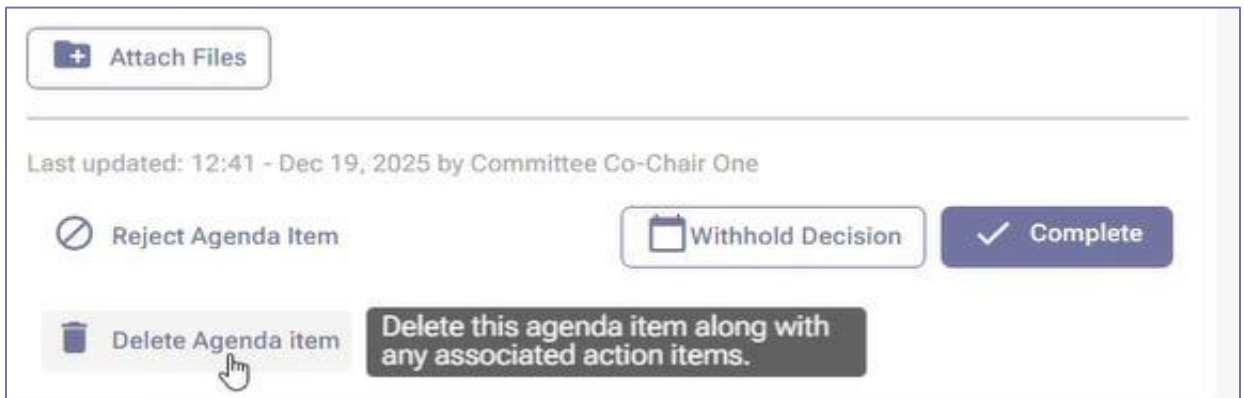 Attach Files
Last updated: 12:41 - Dec 19, 2025 by Committee Co-Chair One
Reject Agenda Item
Withhold Decision
Complete
Delete Agenda item
Delete this agenda item along with
any associated action items.